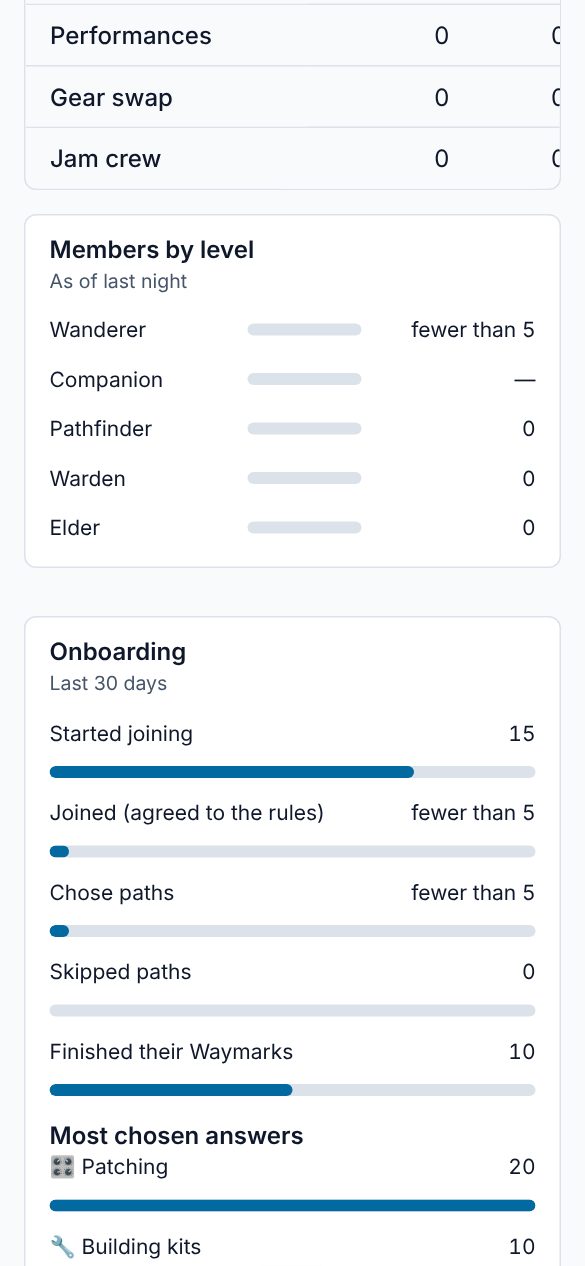 Performances 0 0
Gear swap 0 0
Jam crew 0 0
Members by level
As of last night
Wanderer fewer than 5
Companion —
Pathfinder 0
Warden 0
Elder 0
Onboarding
Last 30 days
Started joining 15
Joined (agreed to the rules) fewer than 5
Chose paths fewer than 5
Skipped paths 0
Finished their Waymarks 10
Most chosen answers
🎛️ Patching 20
🔧 Building kits 10